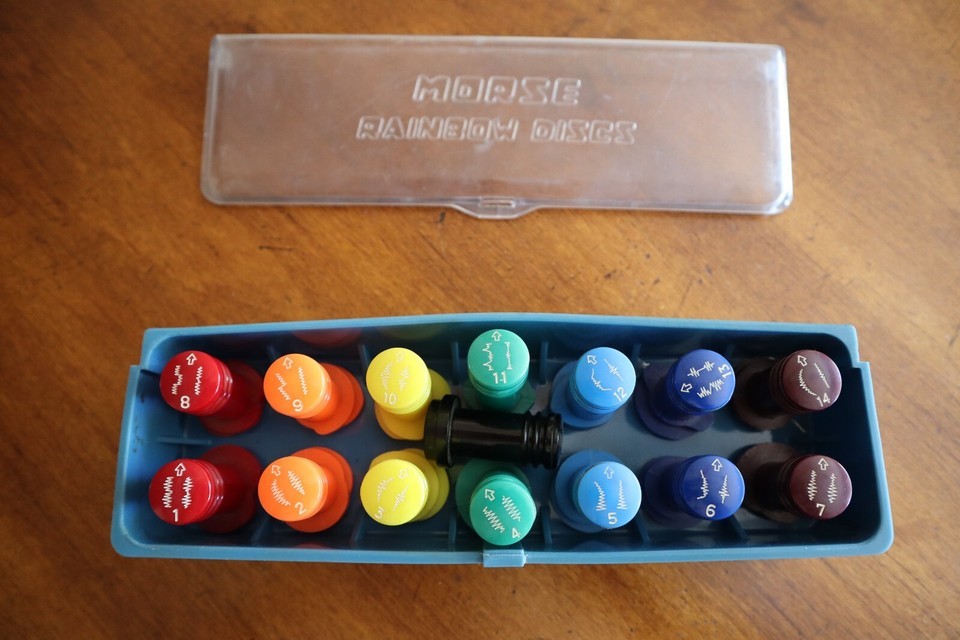 MORSE
RAINBOW DISCS
8 9 10 11 12 13 14
1 2 3 4 5 6 7